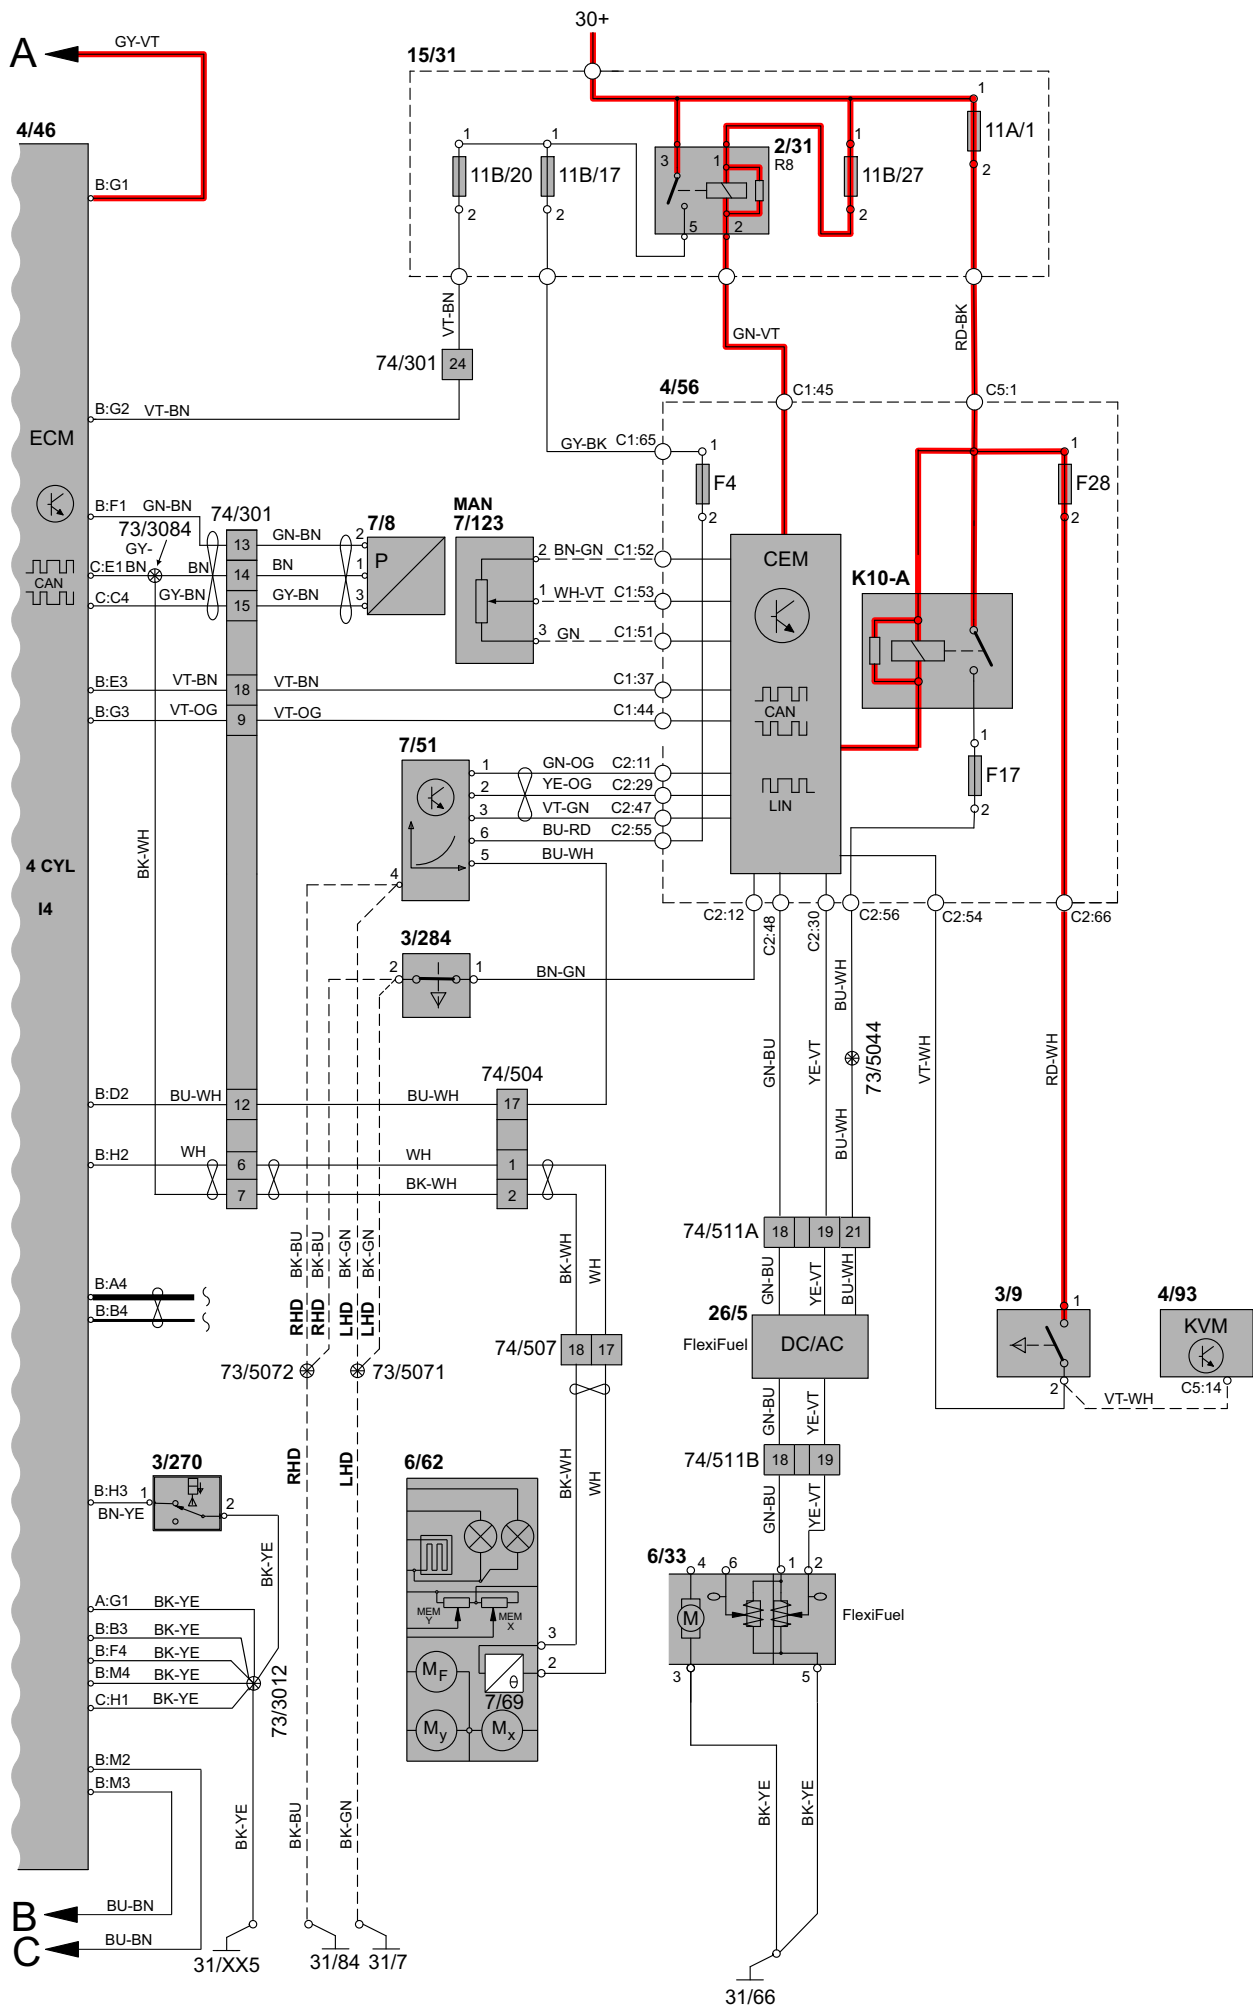 30+
A
GY-VT
15/31
4/46
1
11A/1
2
1
1
11B/20
11B/17
2
2
3
1
2/31
R8
5
2
1
11B/27
2
B:G1
VT-BN
GN-VT
RD-BK
74/301
24
4/56
C1:45
C5:1
B:G2
VT-BN
ECM
GY-BK
C1:65
1
F4
2
1
F28
2
B:F1
GN-BN
73/3084
GY-
74/301
13
GN-BN
2
7/8
P
MAN
7/123
2
BN-GN
C1:52
CEM
K10-A
CAN
C:E1
BN
BN
14
BN
1
1
WH-VT
C1:53
C:C4
GY-BN
15
GY-BN
3
3
GN
C1:51
B:E3
VT-BN
18
VT-BN
C1:37
CAN
B:G3
VT-OG
9
VT-OG
C1:44
7/51
1
GN-OG
C2:11
2
YE-OG
C2:29
3
VT-GN
C2:47
6
BU-RD
C2:55
5
BU-WH
4
LIN
1
F17
2
BK-WH
4 CYL
I4
C2:12
C2:48
C2:30
C2:56
C2:54
C2:66
3/284
2
1
BN-GN
BU-WH
GN-BU
YE-VT
73/5044
VT-WH
RD-WH
BU-WH
74/504
B:D2
BU-WH
12
BU-WH
17
B:H2
WH
6
WH
1
7
BK-WH
2
74/511A
18
19
21
BK-BU
BK-BU
BK-GN
BK-GN
BK-WH
WH
GN-BU
YE-VT
BU-WH
B:A4
B:B4
RHD
RHD
LHD
LHD
26/5
FlexiFuel
DC/AC
3/9
1
2
4/93
KVM
C5:14
VT-WH
74/507
18
17
73/5072
73/5071
GN-BU
YE-VT
74/511B
18
19
RHD
LHD
3/270
B:H3
1
BN-YE
2
6/62
BK-WH
WH
GN-BU
YE-VT
BK-YE
6/33
4
6
1
2
M
FlexiFuel
3
5
A:G1
BK-YE
B:B3
BK-YE
B:F4
BK-YE
B:M4
BK-YE
C:H1
BK-YE
73/3012
MEM
Y
MEM
X
3
2
MF
θ
7/69
My
Mx
B:M2
B:M3
BK-YE
BK-BU
BK-GN
BK-YE
BK-YE
B
BU-BN
C
BU-BN
31/XX5
31/84
31/7
31/66